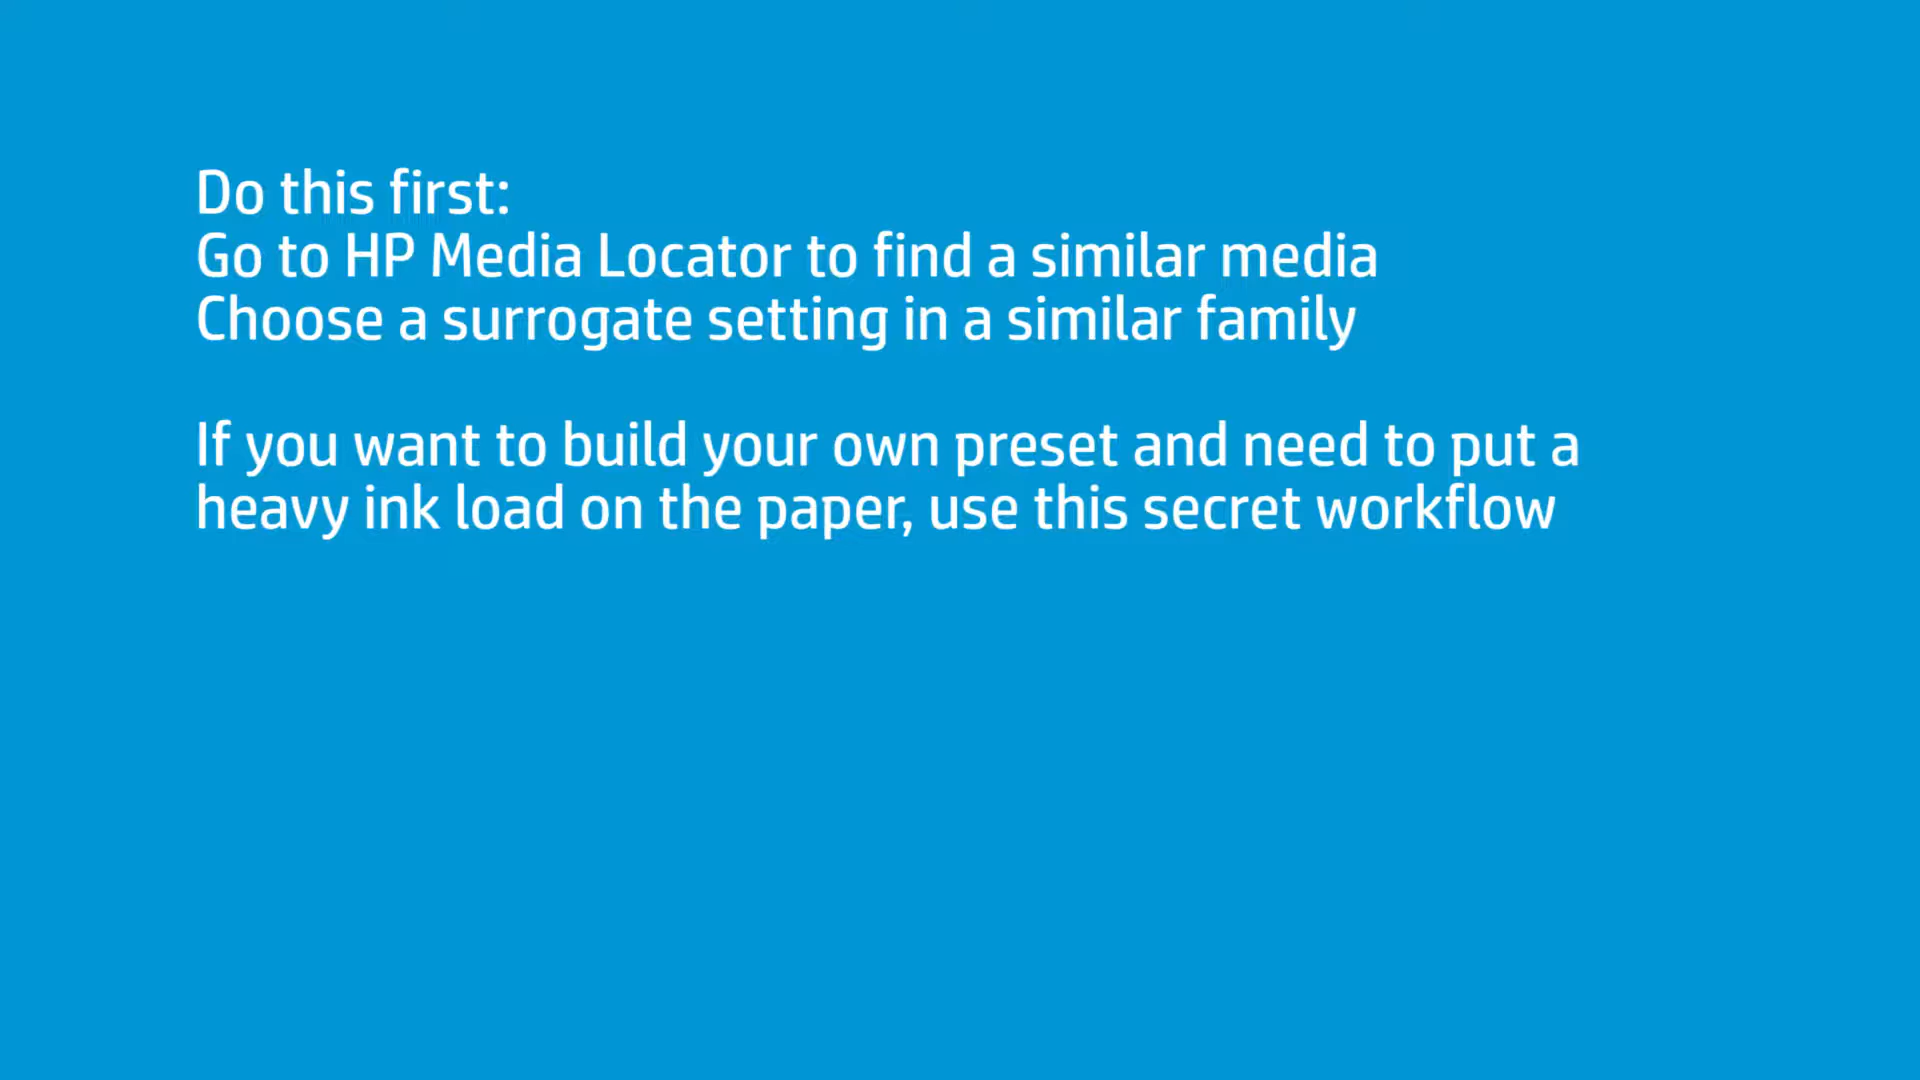 Do this first:
Go to HP Media Locator to find a similar media
Choose a surrogate setting in a similar family
If you want to build your own preset and need to put a
heavy ink load on the paper, use this secret workflow